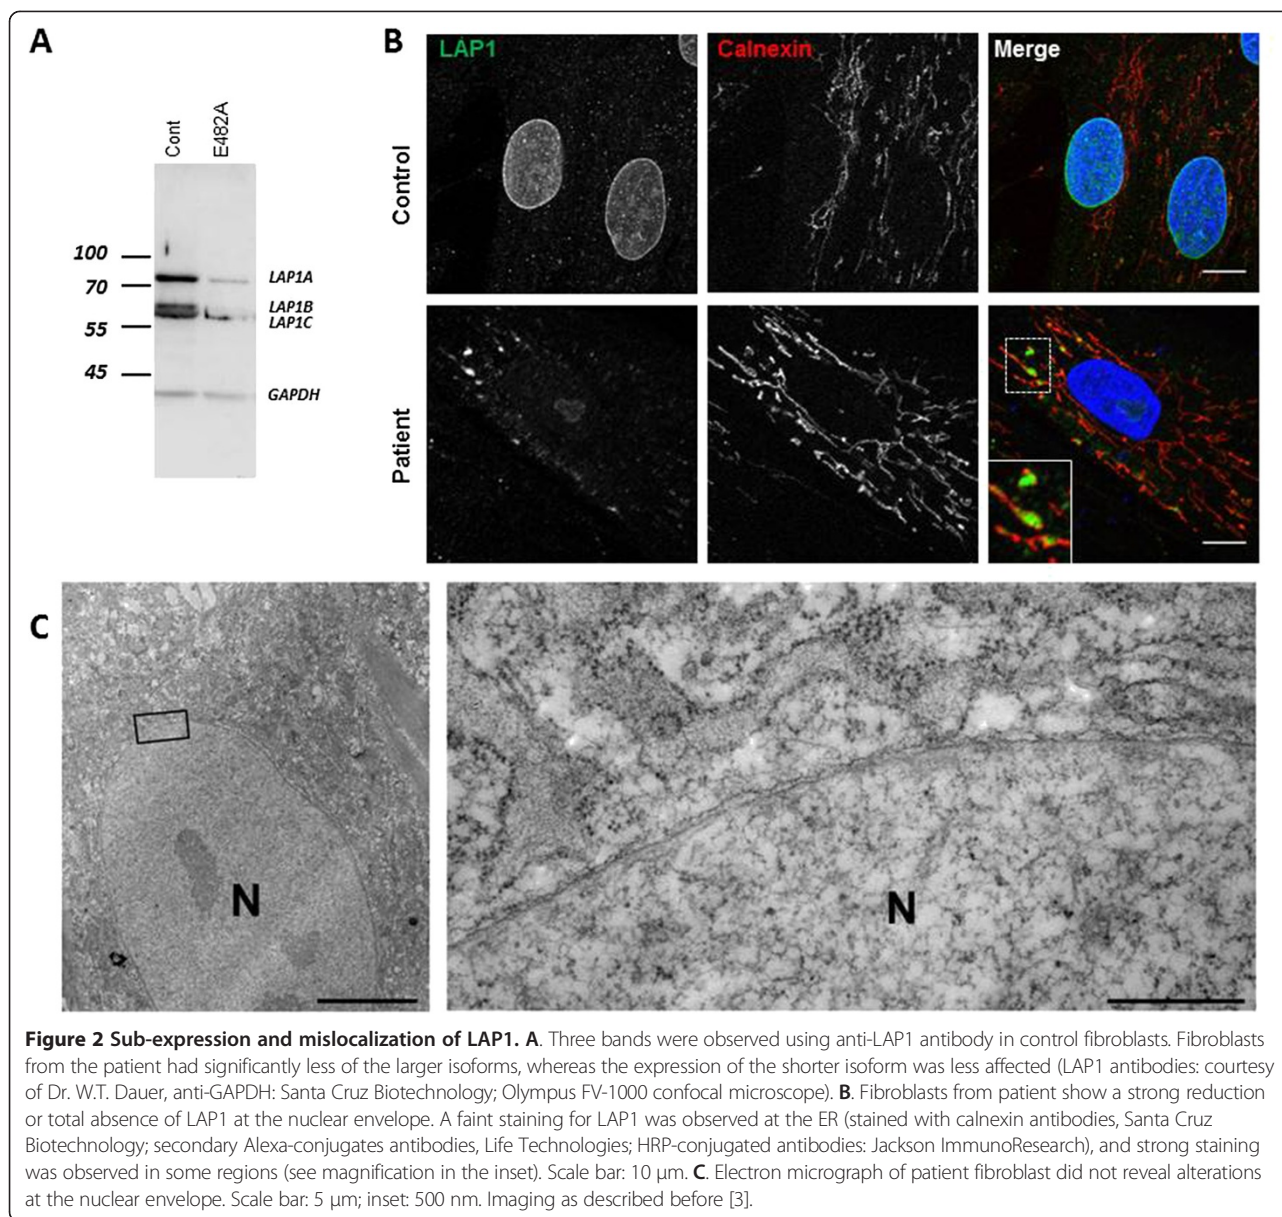 A
Cont
E482A
100
70
55
45
LAP1A
LAP1B
LAP1C
GAPDH
B
LAP1
Calnexin
Merge
Control
Patient
C
N
N
Figure 2 Sub-expression and mislocalization of LAP1. A. Three bands were observed using anti-LAP1 antibody in control fibroblasts. Fibroblasts
from the patient had significantly less of the larger isoforms, whereas the expression of the shorter isoform was less affected (LAP1 antibodies: courtesy
of Dr. W.T. Dauer, anti-GAPDH: Santa Cruz Biotechnology; Olympus FV-1000 confocal microscope). B. Fibroblasts from patient show a strong reduction
or total absence of LAP1 at the nuclear envelope. A faint staining for LAP1 was observed at the ER (stained with calnexin antibodies, Santa Cruz
Biotechnology; secondary Alexa-conjugates antibodies, Life Technologies; HRP-conjugated antibodies: Jackson ImmunoResearch), and strong staining
was observed in some regions (see magnification in the inset). Scale bar: 10 μm. C. Electron micrograph of patient fibroblast did not reveal alterations
at the nuclear envelope. Scale bar: 5 μm; inset: 500 nm. Imaging as described before [3].